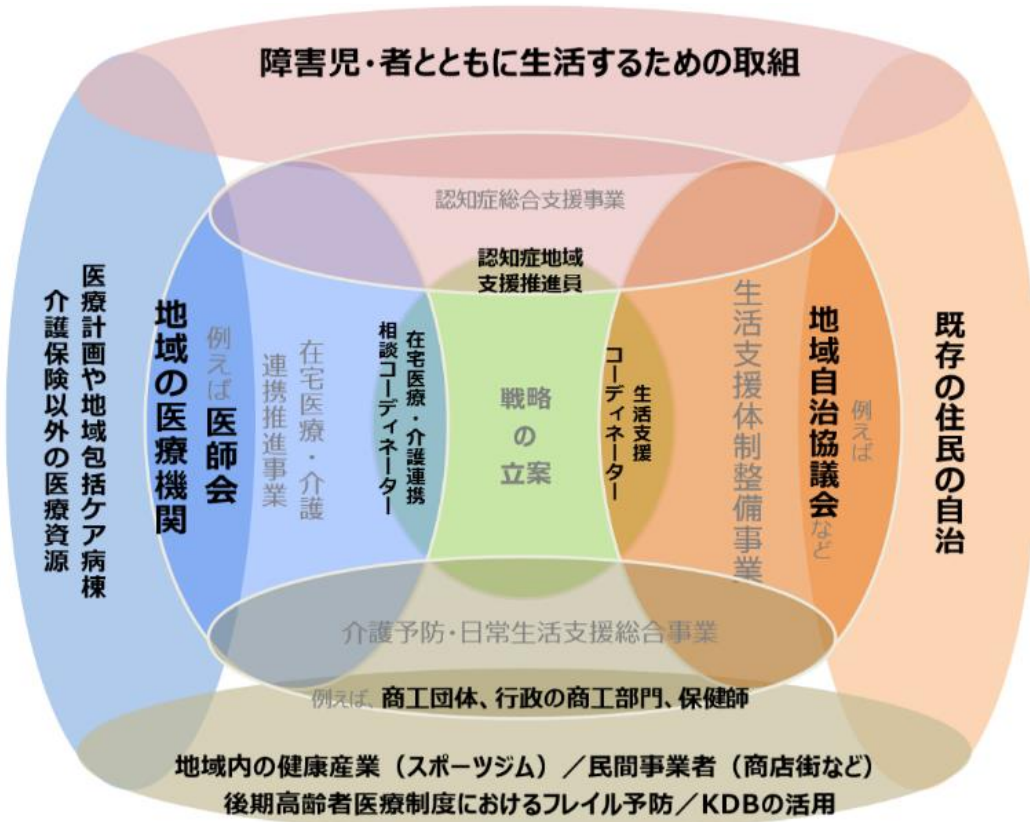 障害児・者とともに生活するための取組
認知症総合支援事業
認知症地域
支援推進員
医療計画や地域包括ケア病棟
介護保険以外の医療資源
地域の医療機関
例えば医師会
在宅医療・介護
連携推進事業
在宅医療・介護連携
相談コーディネーター
戦略
の
立案
生活支援
コーディネーター
生活支援体制整備事業
例えば
地域自治協議会など
既存の住民の自治
介護予防・日常生活支援総合事業
例えば、商工団体、行政の商工部門、保健師
地域内の健康産業（スポーツジム）／民間事業者（商店街など）
後期高齢者医療制度におけるフレイル予防／KDBの活用